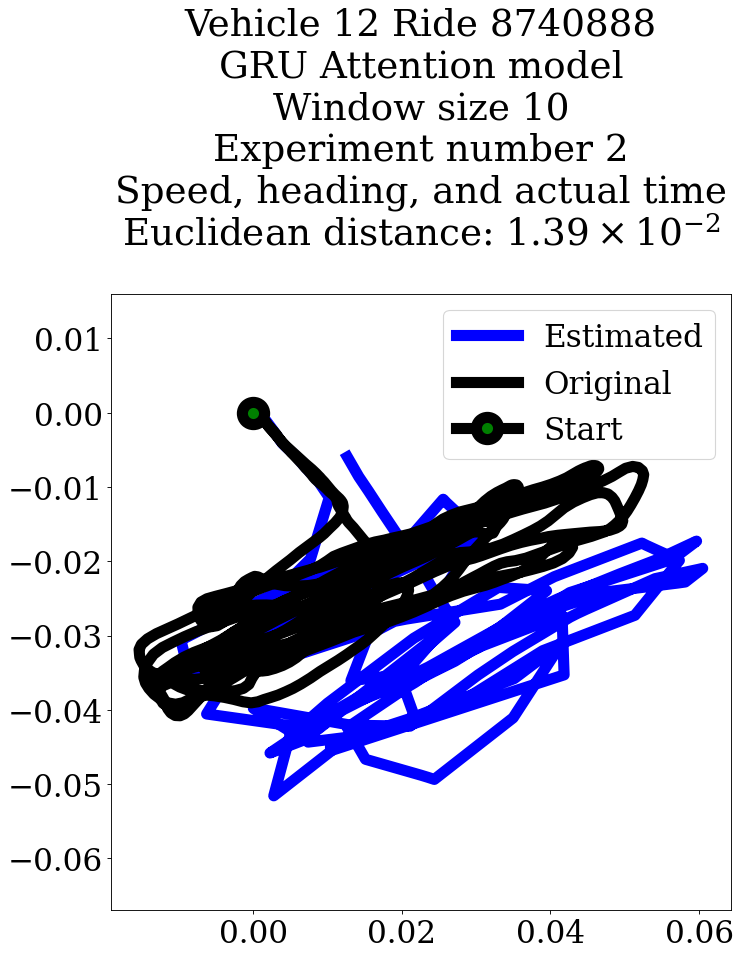 Vehicle 12 Ride 8740888
GRU Attention model
Window size 10
Experiment number 2
Speed, heading, and actual time
Euclidean distance: 1.39 × 10⁻²
Estimated
Original
Start
0.01
0.00
−0.01
−0.02
−0.03
−0.04
−0.05
−0.06
0.00 0.02 0.04 0.06